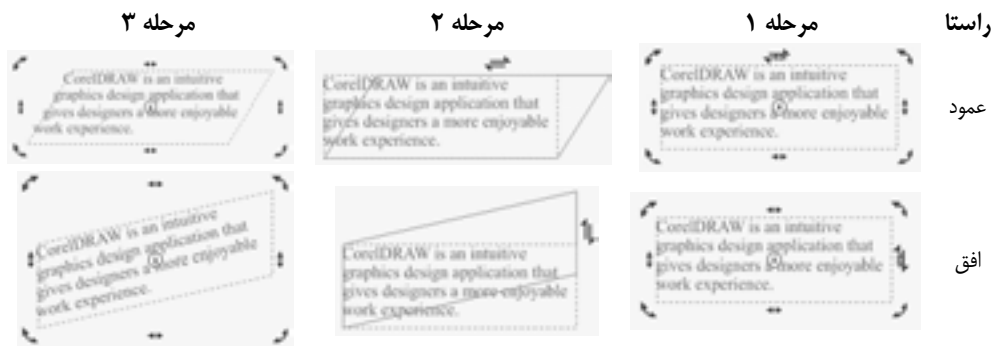 راستا مرحله ۱ مرحله ۲ مرحله ۳
عمود
CorelDRAW is an intuitive
graphics design application that
gives designers a more enjoyable
work experience.
CorelDRAW is an intuitive
graphics design application that
gives designers a more enjoyable
work experience.
CorelDRAW is an intuitive
graphics design application that
gives designers a more enjoyable
work experience.
افق
CorelDRAW is an intuitive
graphics design application that
gives designers a more enjoyable
work experience.
CorelDRAW is an intuitive
graphics design application that
gives designers a more enjoyable
work experience.
CorelDRAW is an intuitive
graphics design application that
gives designers a more enjoyable
work experience.